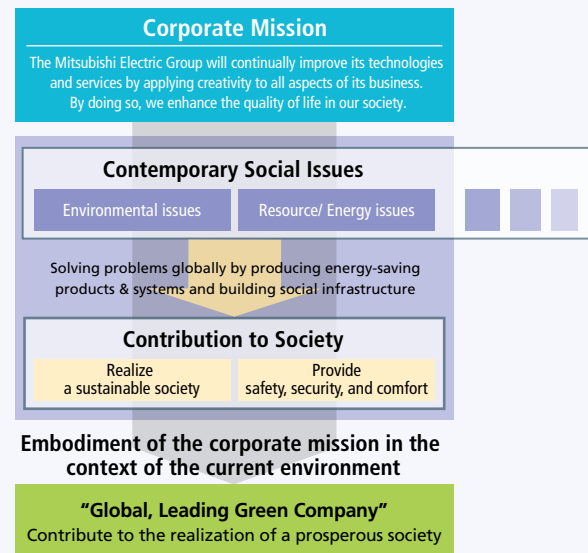 Corporate Mission
The Mitsubishi Electric Group will continually improve its technologies
and services by applying creativity to all aspects of its business.
By doing so, we enhance the quality of life in our society.
Contemporary Social Issues
Environmental issues
Resource/ Energy issues
Solving problems globally by producing energy-saving
products & systems and building social infrastructure
Contribution to Society
Realize
a sustainable society
Provide
safety, security, and comfort
Embodiment of the corporate mission in the
context of the current environment
"Global, Leading Green Company"
Contribute to the realization of a prosperous society